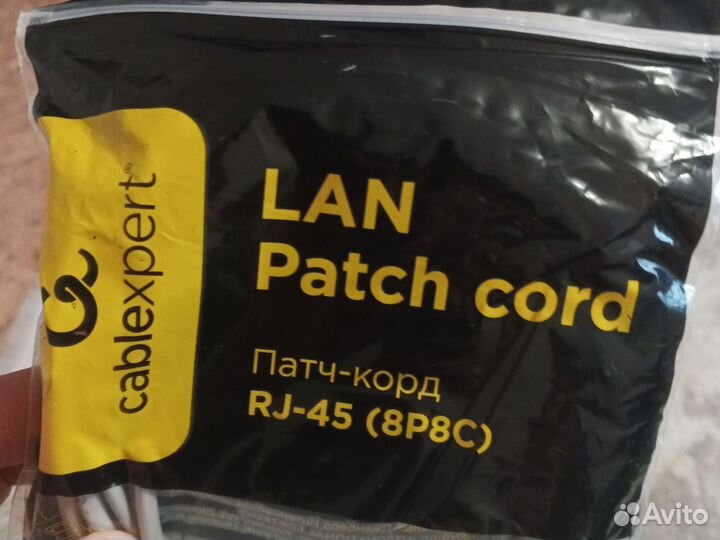 cablexpert®
LAN
Patch cord
Патч-корд
RJ-45 (8P8C)
Avito